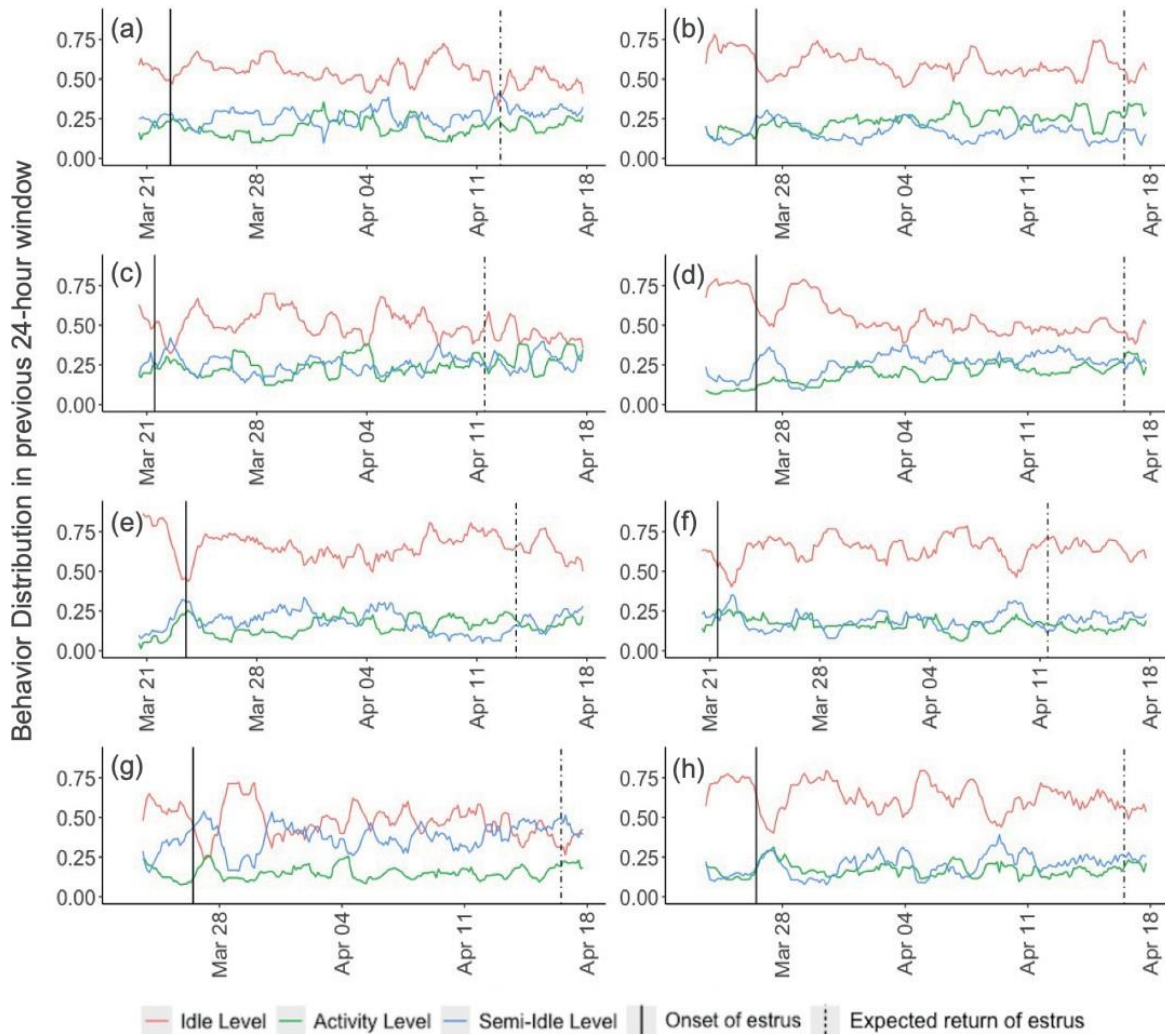 Behavior Distribution in previous 24-hour window
(a)
0.75
0.50
0.25
0.00
Mar 21
Mar 28
Apr 04
Apr 11
Apr 18
(b)
0.75
0.50
0.25
0.00
Mar 28
Apr 04
Apr 11
Apr 18
(c)
0.75
0.50
0.25
0.00
Mar 21
Mar 28
Apr 04
Apr 11
Apr 18
(d)
0.75
0.50
0.25
0.00
Mar 28
Apr 04
Apr 11
Apr 18
(e)
0.75
0.50
0.25
0.00
Mar 21
Mar 28
Apr 04
Apr 11
Apr 18
(f)
0.75
0.50
0.25
0.00
Mar 21
Mar 28
Apr 04
Apr 11
Apr 18
(g)
0.75
0.50
0.25
0.00
Mar 28
Apr 04
Apr 11
Apr 18
(h)
0.75
0.50
0.25
0.00
Mar 28
Apr 04
Apr 11
Apr 18
Idle Level Activity Level Semi-Idle Level Onset of estrus Expected return of estrus